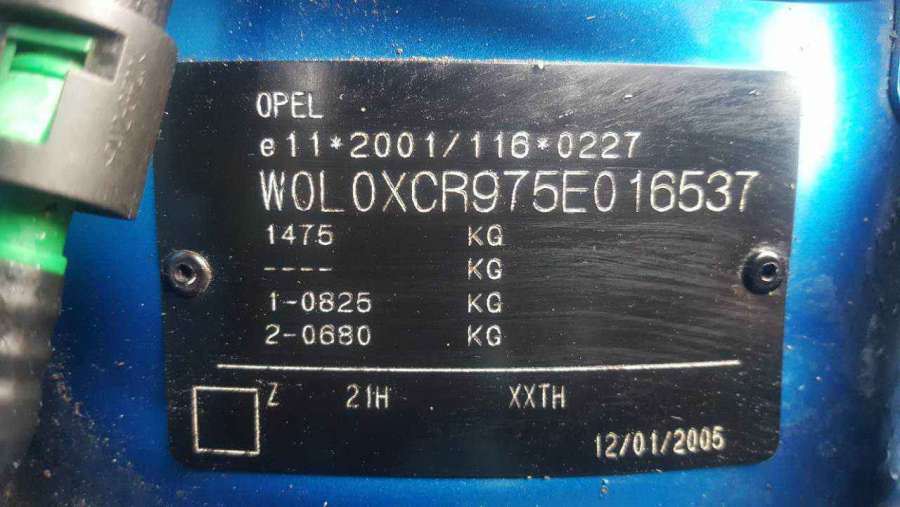 OPEL
e11*2001/116*0227
W0L0XCR975E016537
1475 KG
---- KG
1-0825 KG
2-0680 KG
Z 21H XXTH
12/01/2005